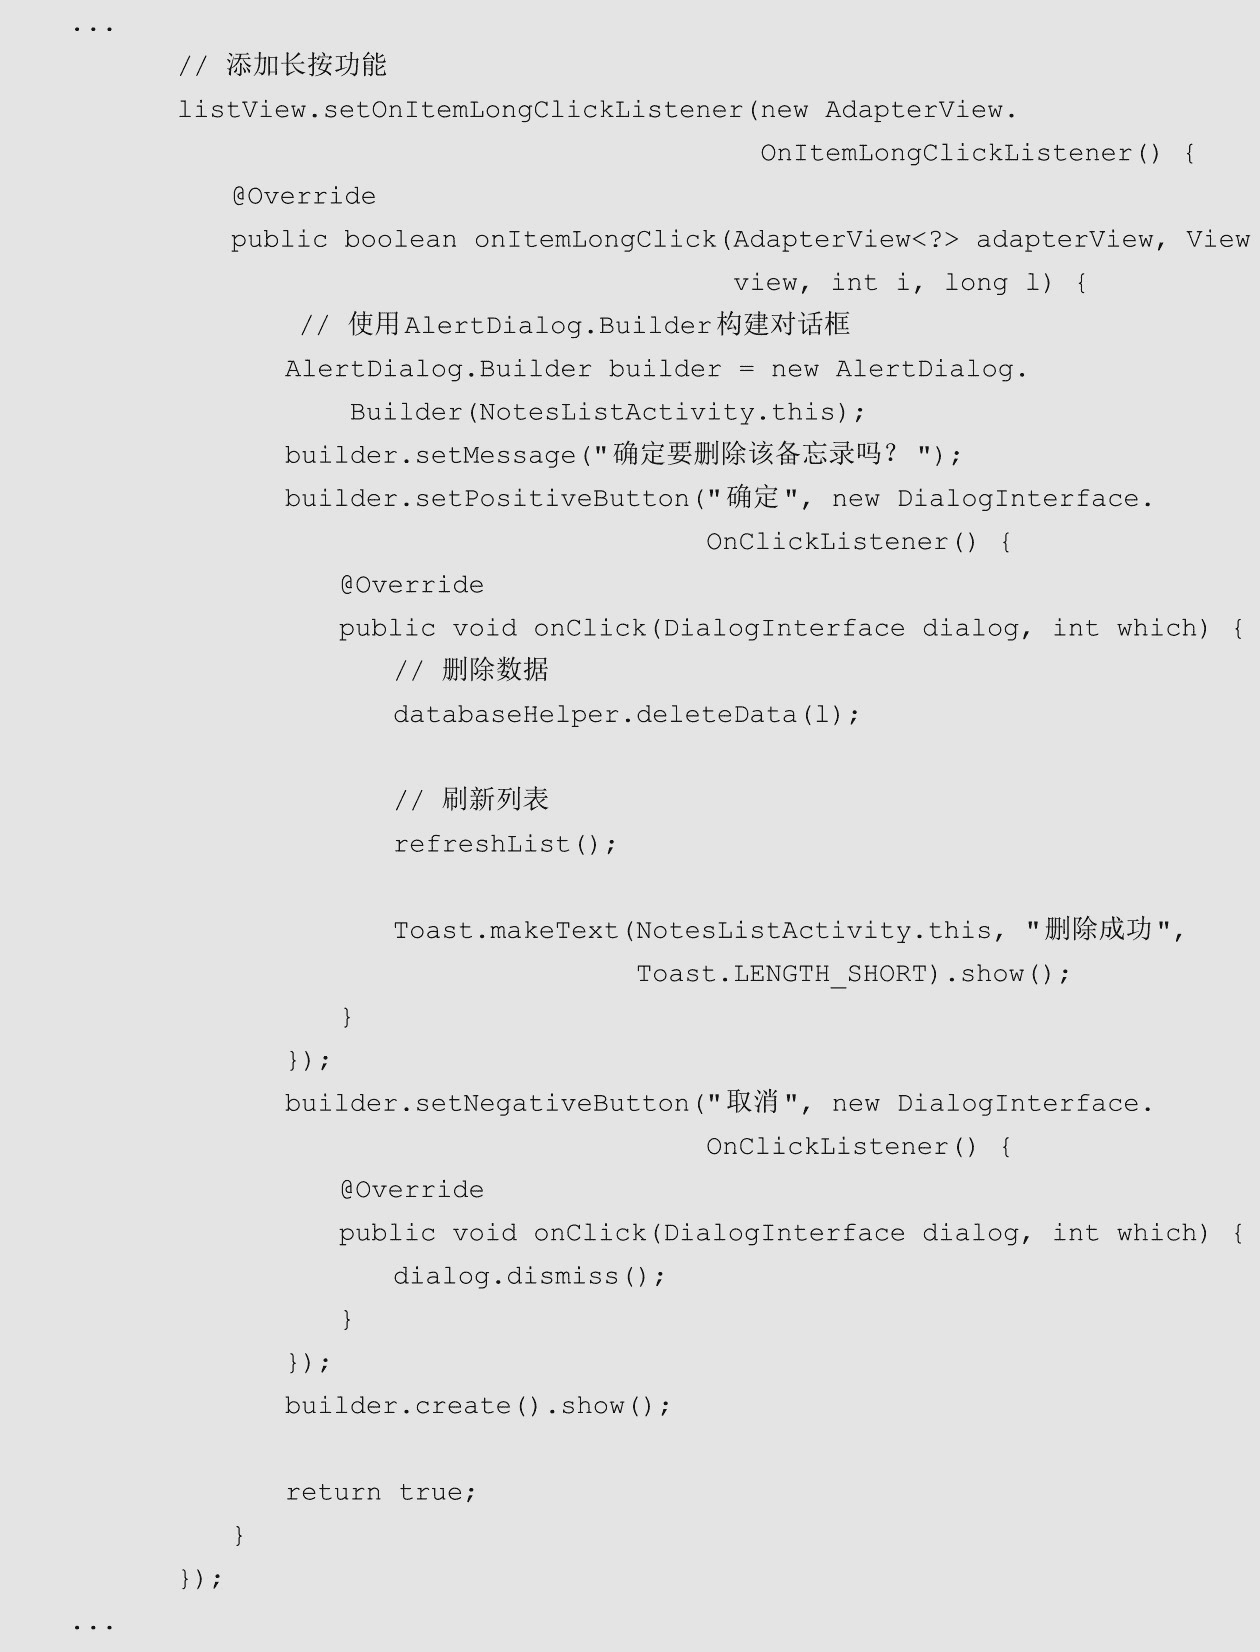 ...
// 添加长按功能
listView.setOnItemLongClickListener(new AdapterView.
OnItemLongClickListener() {
@Override
public boolean onItemLongClick(AdapterView<?> adapterView, View
view, int i, long l) {
// 使用AlertDialog.Builder构建对话框
AlertDialog.Builder builder = new AlertDialog.
Builder(NotesListActivity.this);
builder.setMessage("确定要删除该备忘录吗？");
builder.setPositiveButton("确定", new DialogInterface.
OnClickListener() {
@Override
public void onClick(DialogInterface dialog, int which) {
// 删除数据
databaseHelper.deleteData(l);
// 刷新列表
refreshList();
Toast.makeText(NotesListActivity.this, "删除成功",
Toast.LENGTH_SHORT).show();
}
});
builder.setNegativeButton("取消", new DialogInterface.
OnClickListener() {
@Override
public void onClick(DialogInterface dialog, int which) {
dialog.dismiss();
}
});
builder.create().show();
return true;
}
});
...